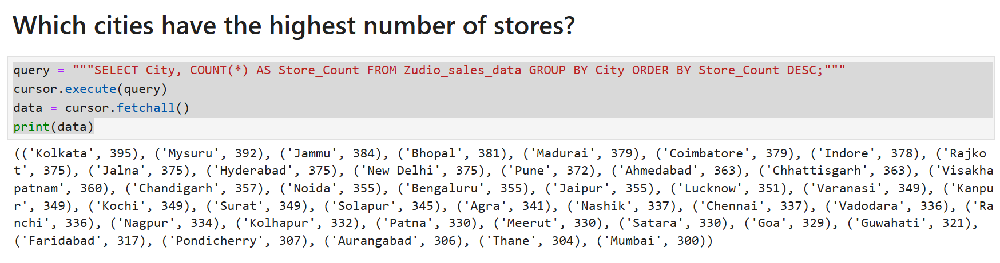 Which cities have the highest number of stores?
query = """SELECT City, COUNT(*) AS Store_Count FROM Zudio_sales_data GROUP BY City ORDER BY Store_Count DESC;"""
cursor.execute(query)
data = cursor.fetchall()
print(data)
(('Kolkata', 395), ('Mysuru', 392), ('Jammu', 384), ('Bhopal', 381), ('Madurai', 379), ('Coimbatore', 379), ('Indore', 378), ('Rajko
t', 375), ('Jalna', 375), ('Hyderabad', 375), ('New Delhi', 375), ('Pune', 372), ('Ahmedabad', 363), ('Chhattisgarh', 363), ('Visakha
patnam', 360), ('Chandigarh', 357), ('Noida', 355), ('Bengaluru', 355), ('Jaipur', 355), ('Lucknow', 351), ('Varanasi', 349), ('Kanpu
r', 349), ('Kochi', 349), ('Surat', 349), ('Solapur', 345), ('Agra', 341), ('Nashik', 337), ('Chennai', 337), ('Vadodara', 336), ('Ra
nchi', 336), ('Nagpur', 334), ('Kolhapur', 332), ('Patna', 330), ('Meerut', 330), ('Satara', 330), ('Goa', 329), ('Guwahati', 321),
('Faridabad', 317), ('Pondicherry', 307), ('Aurangabad', 306), ('Thane', 304), ('Mumbai', 300))